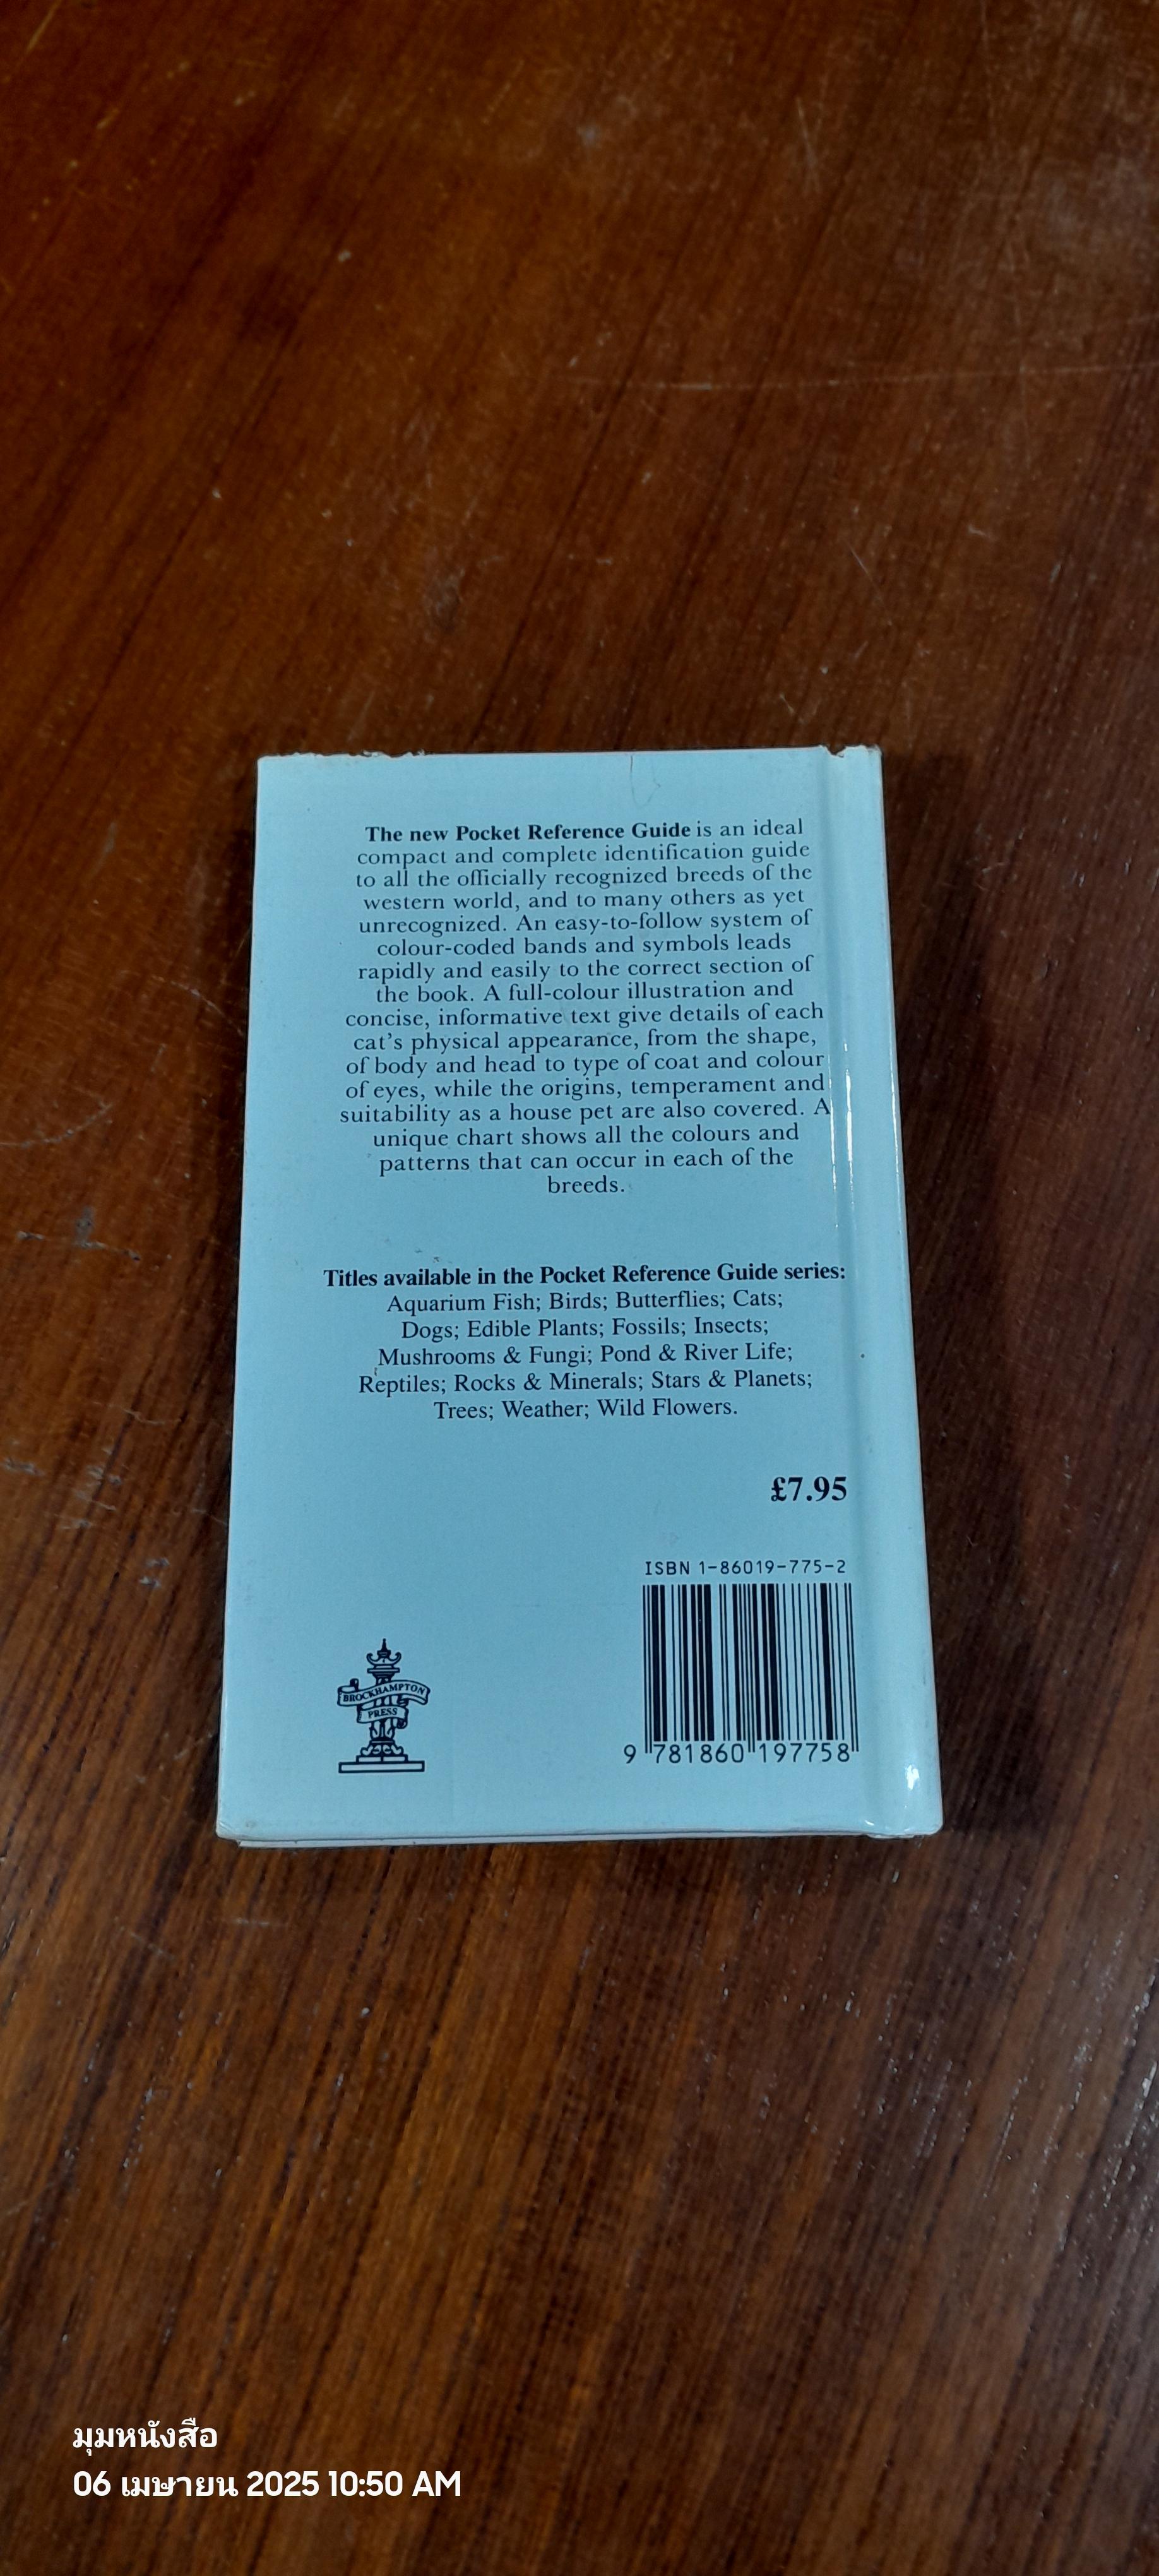 The new Pocket Reference Guide is an ideal
compact and complete identification guide
to all the officially recognized breeds of the
western world, and to many others as yet
unrecognized. An easy-to-follow system of
colour-coded bands and symbols leads
rapidly and easily to the correct section of
the book. A full-colour illustration and
concise, informative text give details of each
cat's physical appearance, from the shape,
of body and head to type of coat and colour
of eyes, while the origins, temperament and
suitability as a house pet are also covered. A
unique chart shows all the colours and
patterns that can occur in each of the
breeds.
Titles available in the Pocket Reference Guide series:
Aquarium Fish; Birds; Butterflies; Cats;
Dogs; Edible Plants; Fossils; Insects;
Mushrooms & Fungi; Pond & River Life;
Reptiles; Rocks & Minerals; Stars & Planets;
Trees; Weather; Wild Flowers.
£7.95
ISBN 1-86019-775-2
9 781860 197758
BROCKHAMPTON
PRESS
มุมหนังสือ
06 เมษายน 2025 10:50 AM